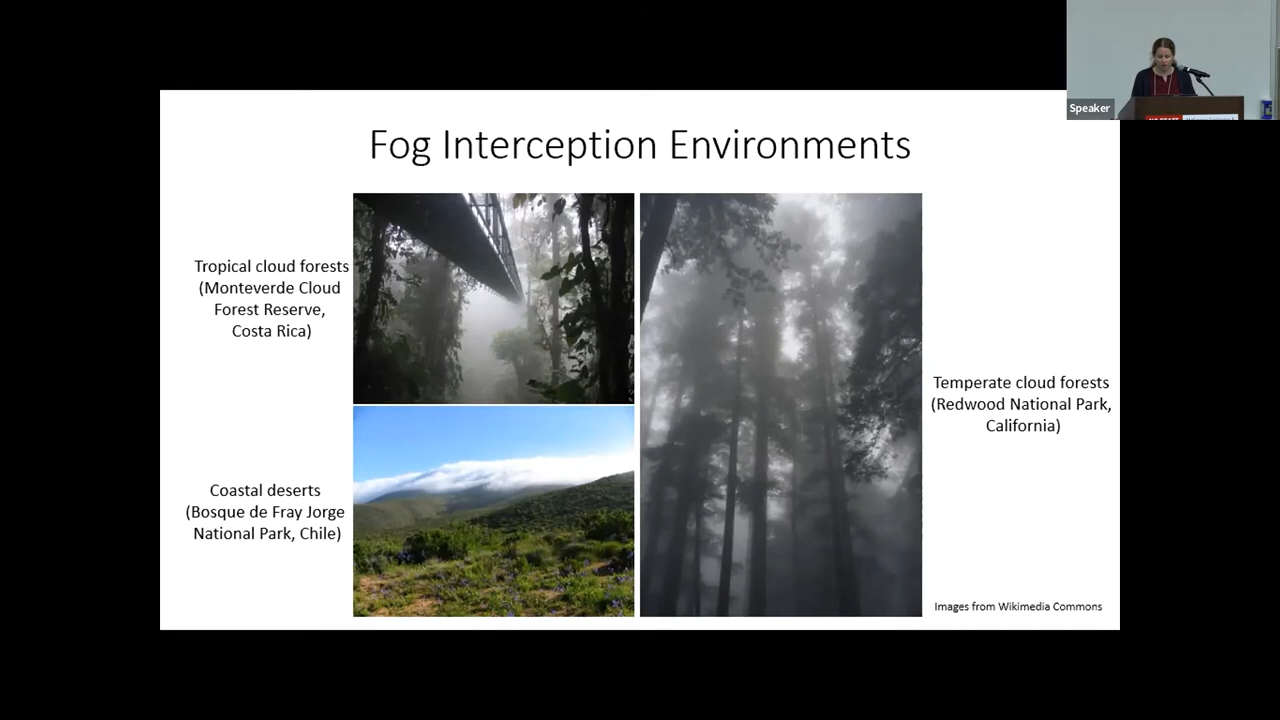 Speaker
Fog Interception Environments
Tropical cloud forests
(Monteverde Cloud
Forest Reserve,
Costa Rica)
Coastal deserts
(Bosque de Fray Jorge
National Park, Chile)
Temperate cloud forests
(Redwood National Park,
California)
Images from Wikimedia Commons